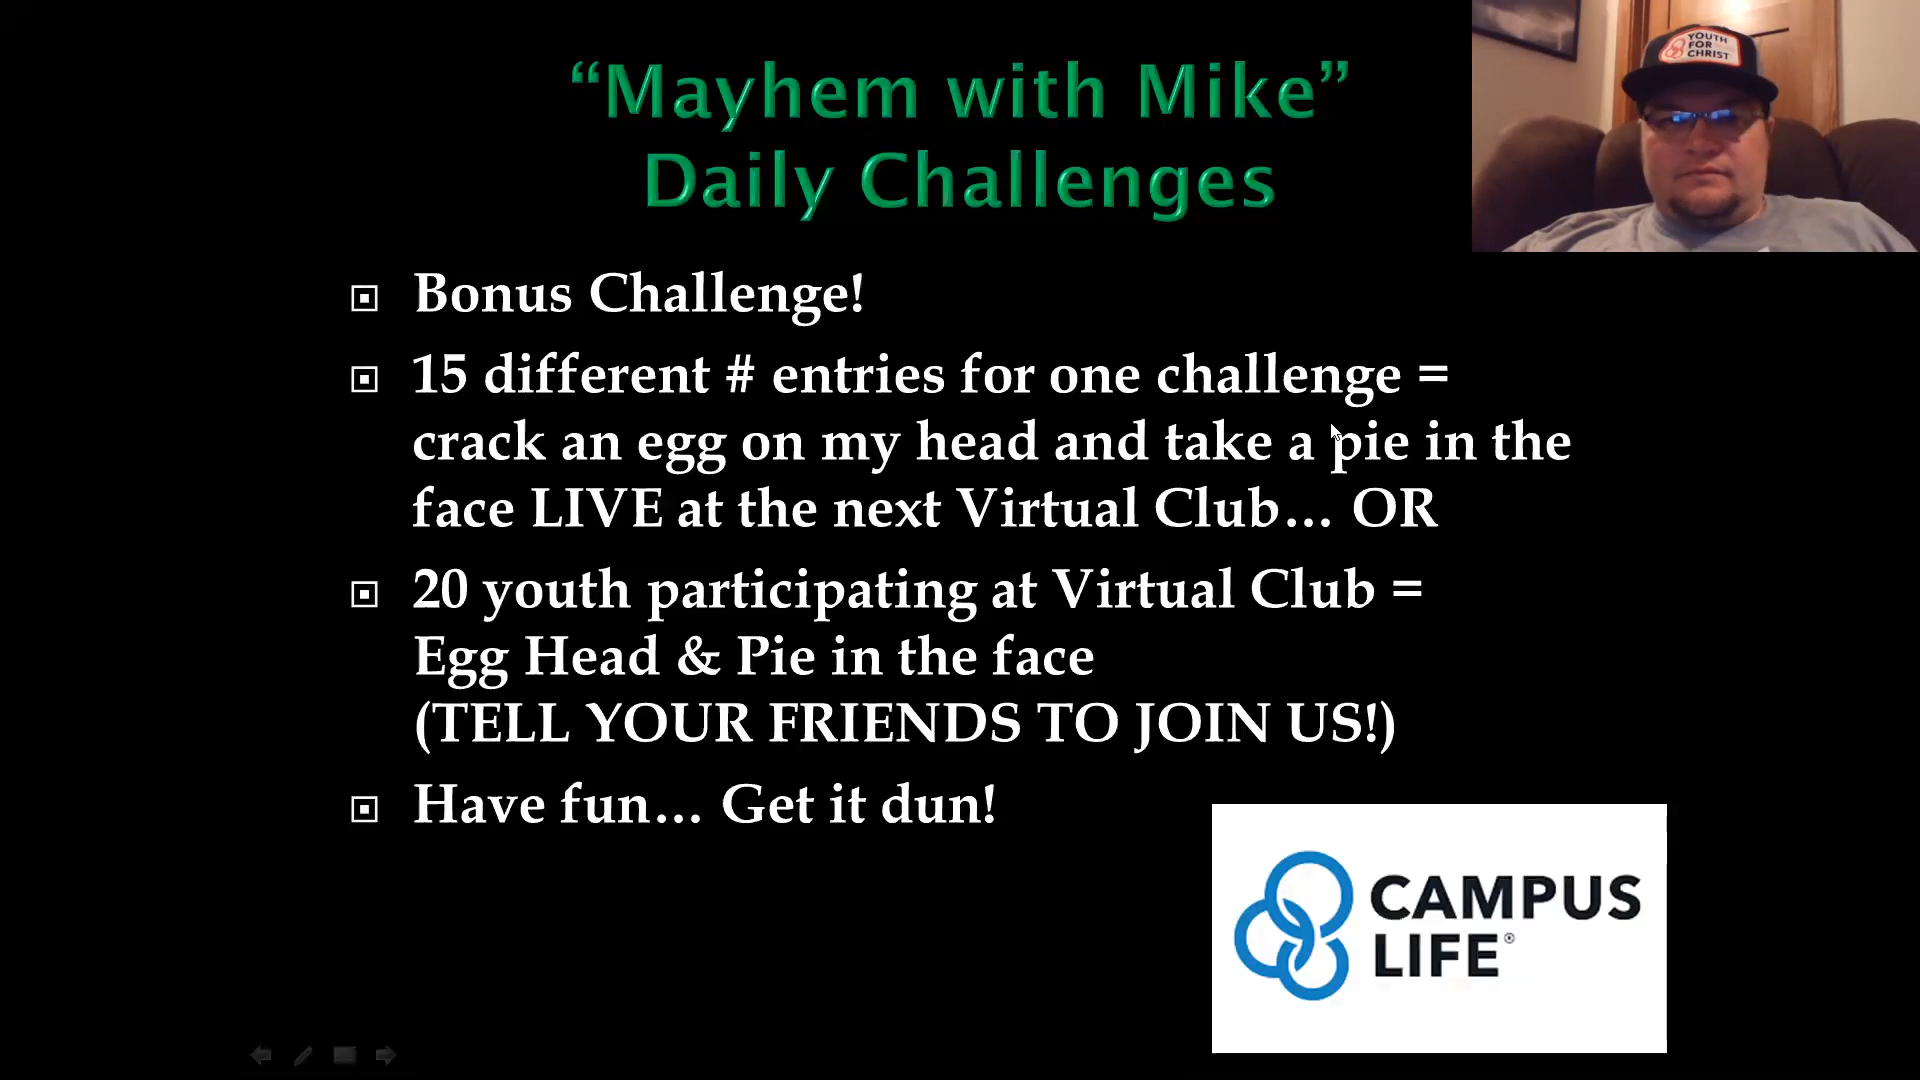 “Mayhem with Mike”
Daily Challenges
YOUTH
FOR
CHRIST
Bonus Challenge!
15 different # entries for one challenge =
crack an egg on my head and take a pie in the
face LIVE at the next Virtual Club… OR
20 youth participating at Virtual Club =
Egg Head & Pie in the face
(TELL YOUR FRIENDS TO JOIN US!)
Have fun… Get it dun!
CAMPUS
LIFE®